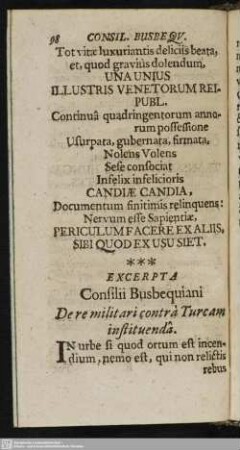 98 CONSIL. BUSBEQV.
Tot vitæ luxuriantis deliciis beata,
et, quod gravius dolendum,
UNA UNIUS
ILLUSTRIS VENETORUM REI-
PUBL.
Continuâ quadringentorum anno-
rum possessione
Usurpata, gubernata, firmata,
Nolens Volens
Sese consociat
Infelix infelicioris
CANDIÆ CANDIA,
Documentum finitimis relinquens:
Nervum esse Sapientiæ,
PERICULUM FACERE EX ALIIS,
SIBI QUOD EX USU SIET.
***
EXCERPTA
Consilii Busbequiani
De re militari contrà Turcam
instituendâ.
IN urbe si quod ortum est incen-
dium, nemo est, qui non relictis
rebus